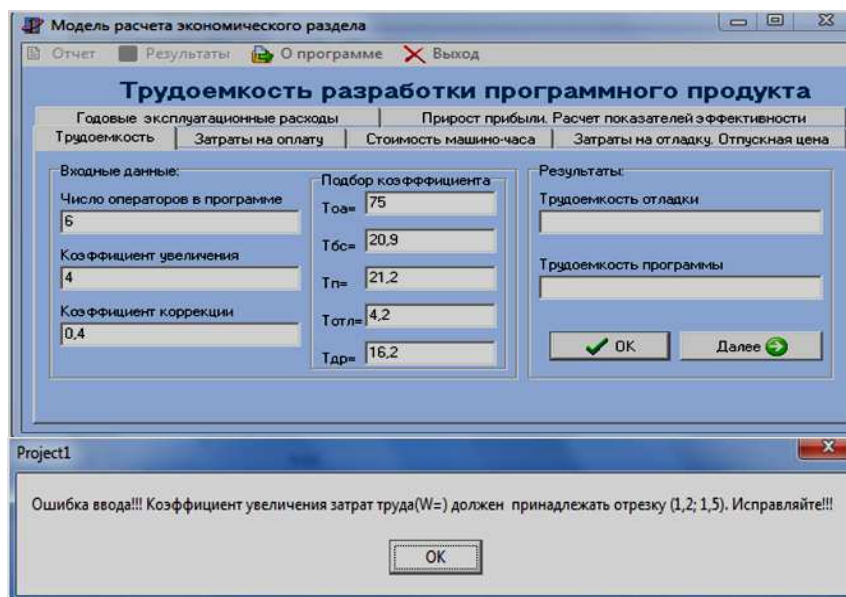 Модель расчета экономического раздела
Отчет Результаты О программе Выход
Трудоемкость разработки программного продукта
Годовые эксплуатационные расходы Прирост прибыли. Расчет показателей эффективности
Трудоемкость Затраты на оплату Стоимость машино-часа Затраты на отладку. Отпускная цена
Входные данные:
Число операторов в программе
6
Коэффициент увеличения
4
Коэффициент коррекции
0,4
Подбор коэфффициента
Тоа= 75
Тбс= 20,9
Тп= 21,2
Тотл= 4,2
Тдр= 16,2
Результаты:
Трудоемкость отладки
Трудоемкость программы
OK Далее
Project1
Ошибка ввода!!! Коэффициент увеличения затрат труда(W=) должен принадлежать отрезку (1,2; 1,5). Исправляйте!!!
OK